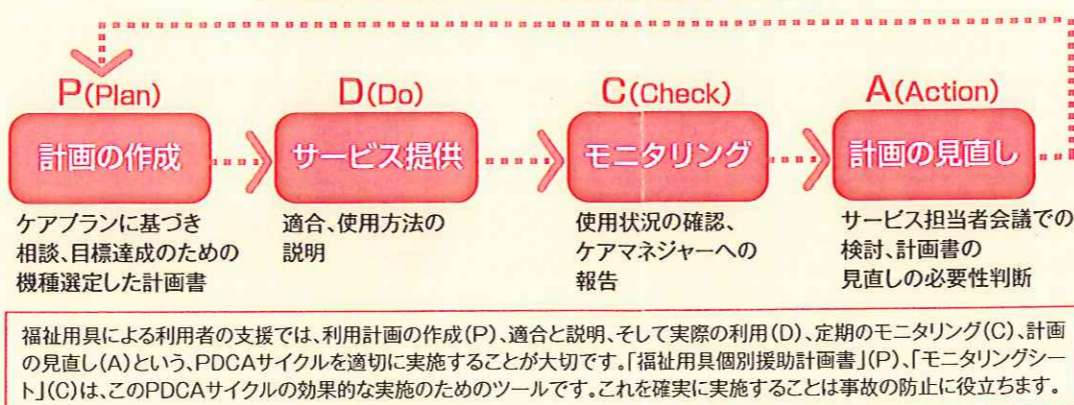 P(Plan)
D(Do)
C(Check)
A(Action)
計画の作成
サービス提供
モニタリング
計画の見直し
ケアプランに基づき
相談、目標達成のための
機種選定した計画書
適合、使用方法の
説明
使用状況の確認、
ケアマネジャーへの
報告
サービス担当者会議での
検討、計画書の
見直しの必要性判断
福祉用具による利用者の支援では、利用計画の作成(P)、適合と説明、そして実際の利用(D)、定期のモニタリング(C)、計画
の見直し(A)という、PDCAサイクルを適切に実施することが大切です。「福祉用具個別援助計画書」(P)、「モニタリングシー
ト」(C)は、このPDCAサイクルの効果的な実施のためのツールです。これを確実に実施することは事故の防止に役立ちます。